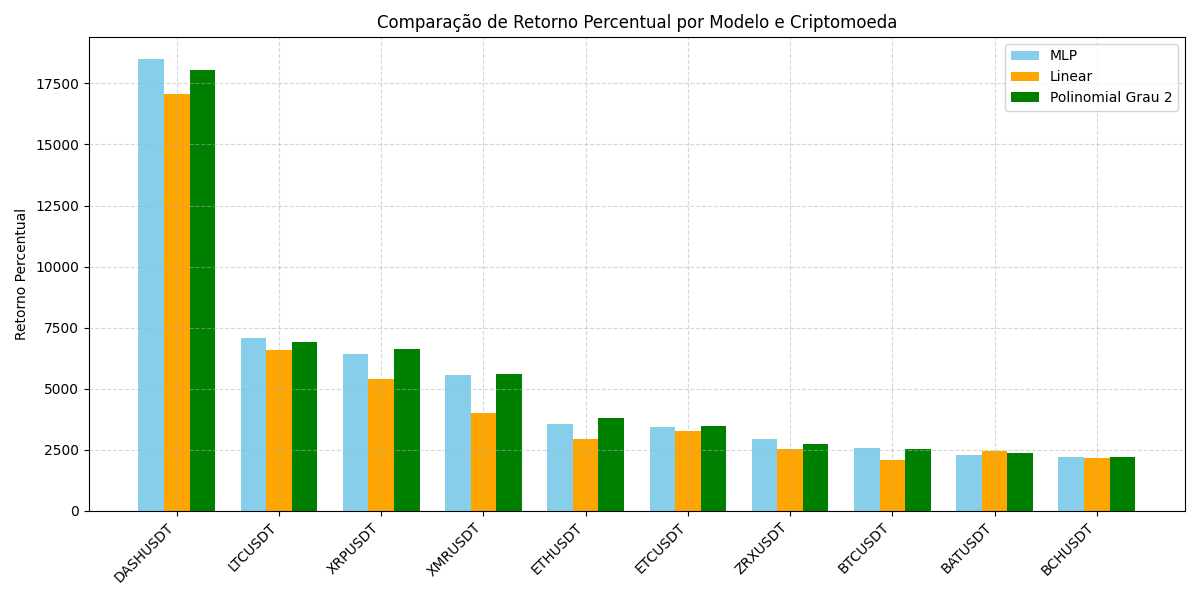 Comparação de Retorno Percentual por Modelo e Criptomoeda
MLP
Linear
Polinomial Grau 2
Retorno Percentual
17500
15000
12500
10000
7500
5000
2500
0
DASHUSDT
LTCUSDT
XRPUSDT
XMRUSDT
ETHUSDT
ETCUSDT
ZRXUSDT
BTCUSDT
BATUSDT
BCHUSDT